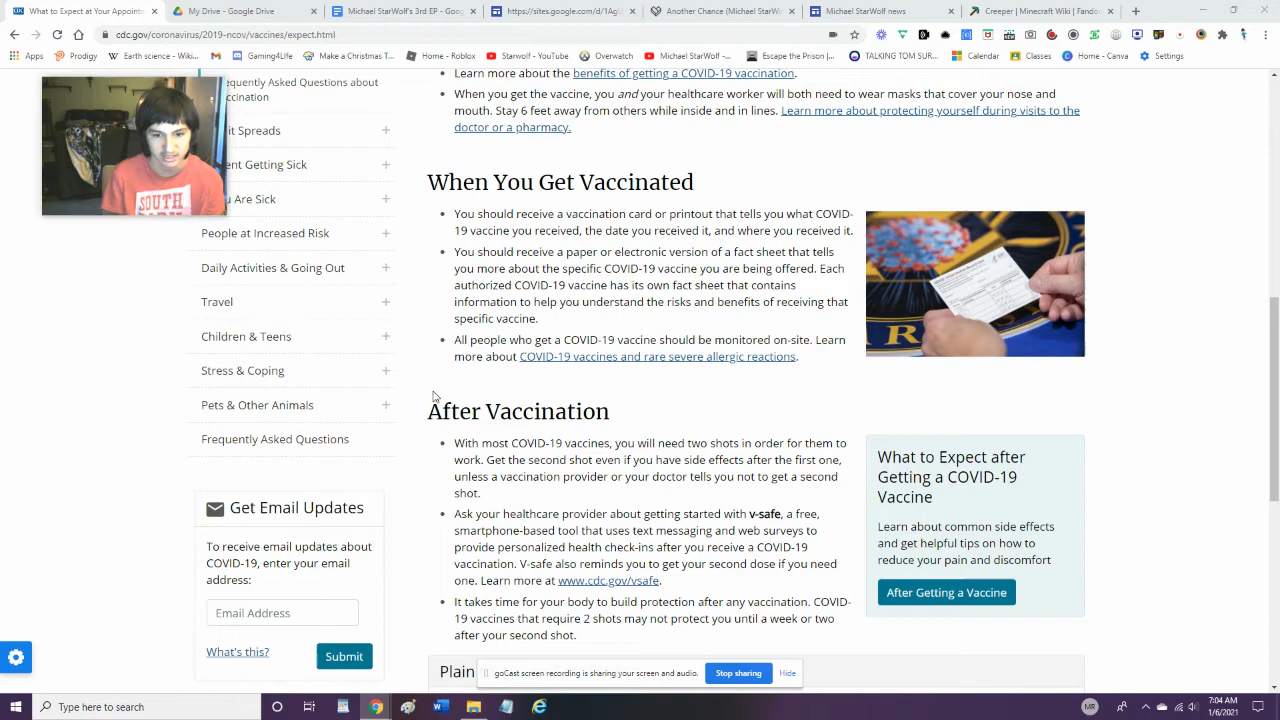 What to Expect at Your Appointme
My Drive - Google Drive
Michael StarWolf's 3rd EP - Goog
https://sites.google.com/d/1AgLi
Another Chance (Michael StarWo
Michael StarWolf news
Creeper | Minecraft Wiki | Fando
cdc.gov/coronavirus/2019-ncov/vaccines/expect.html
Apps
Prodigy
Earth science - Wiki...
Gmail
GoNoodle | GameLife
Make a Christmas T...
Home - Roblox
Starwolf - YouTube
Overwatch
Michael StarWolf -...
Escape the Prison |...
TALKING TOM SUR...
Calendar
Classes
Home - Canva
Settings
requently Asked Questions about
ccination
it Spreads
ent Getting Sick
u Are Sick
People at Increased Risk
Daily Activities & Going Out
Travel
Children & Teens
Stress & Coping
Pets & Other Animals
Frequently Asked Questions
Get Email Updates
To receive email updates about
COVID-19, enter your email
address:
Email Address
What's this?
Submit
SOUTH
Learn more about the benefits of getting a COVID-19 vaccination.
When you get the vaccine, you and your healthcare worker will both need to wear masks that cover your nose and
mouth. Stay 6 feet away from others while inside and in lines. Learn more about protecting yourself during visits to the
doctor or a pharmacy.
When You Get Vaccinated
You should receive a vaccination card or printout that tells you what COVID-
19 vaccine you received, the date you received it, and where you received it.
You should receive a paper or electronic version of a fact sheet that tells
you more about the specific COVID-19 vaccine you are being offered. Each
authorized COVID-19 vaccine has its own fact sheet that contains
information to help you understand the risks and benefits of receiving that
specific vaccine.
All people who get a COVID-19 vaccine should be monitored on-site. Learn
more about COVID-19 vaccines and rare severe allergic reactions.
After Vaccination
With most COVID-19 vaccines, you will need two shots in order for them to
work. Get the second shot even if you have side effects after the first one,
unless a vaccination provider or your doctor tells you not to get a second
shot.
Ask your healthcare provider about getting started with v-safe, a free,
smartphone-based tool that uses text messaging and web surveys to
provide personalized health check-ins after you receive a COVID-19
vaccination. V-safe also reminds you to get your second dose if you need
one. Learn more at www.cdc.gov/vsafe.
It takes time for your body to build protection after any vaccination. COVID-
19 vaccines that require 2 shots may not protect you until a week or two
after your second shot.
What to Expect after
Getting a COVID-19
Vaccine
Learn about common side effects
and get helpful tips on how to
reduce your pain and discomfort
After Getting a Vaccine
Plain
goCast screen recording is sharing your screen and audio.
Stop sharing
Hide
Type here to search
MR
7:04 AM
1/6/2021